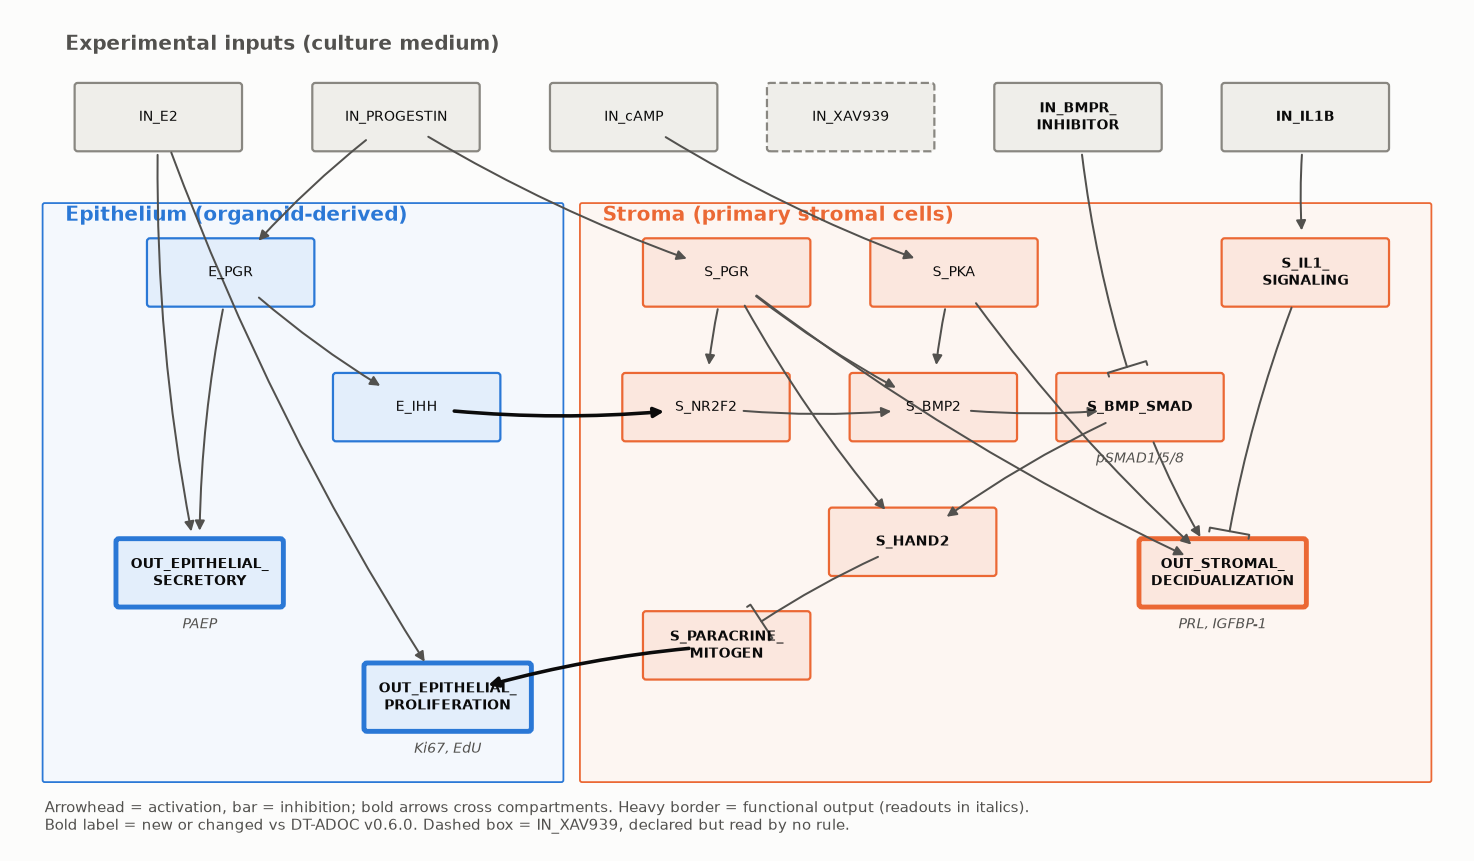 Experimental inputs (culture medium)
IN_E2
IN_PROGESTIN
IN_cAMP
IN_XAV939
IN_BMPR_
INHIBITOR
IN_IL1B
Epithelium (organoid-derived)
Stroma (primary stromal cells)
E_PGR
S_PGR
S_PKA
S_IL1_
SIGNALING
E_IHH
S_NR2F2
S_BMP2
S_BMP_SMAD
pSMAD1/5/8
S_HAND2
OUT_EPITHELIAL_
SECRETORY
PAEP
OUT_STROMAL_
DECIDUALIZATION
PRL, IGFBP-1
S_PARACRINE_
MITOGEN
OUT_EPITHELIAL_
PROLIFERATION
Ki67, EdU
Arrowhead = activation, bar = inhibition; bold arrows cross compartments. Heavy border = functional output (readouts in italics).
Bold label = new or changed vs DT-ADOC v0.6.0. Dashed box = IN_XAV939, declared but read by no rule.